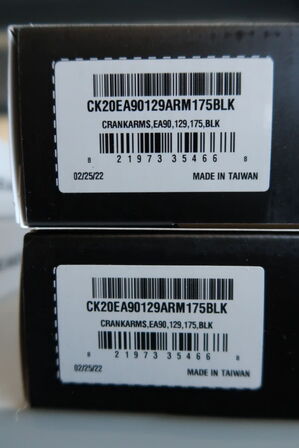 CK20EA90129ARM175BLK
CRANKARMS,EA90,129,175,BLK
8 21973 35466 8
02/25/22 MADE IN TAIWAN
CK20EA90129ARM175BLK
CRANKARMS,EA90,129,175,BLK
8 21973 35466 8
02/25/22 MADE IN TAIWAN